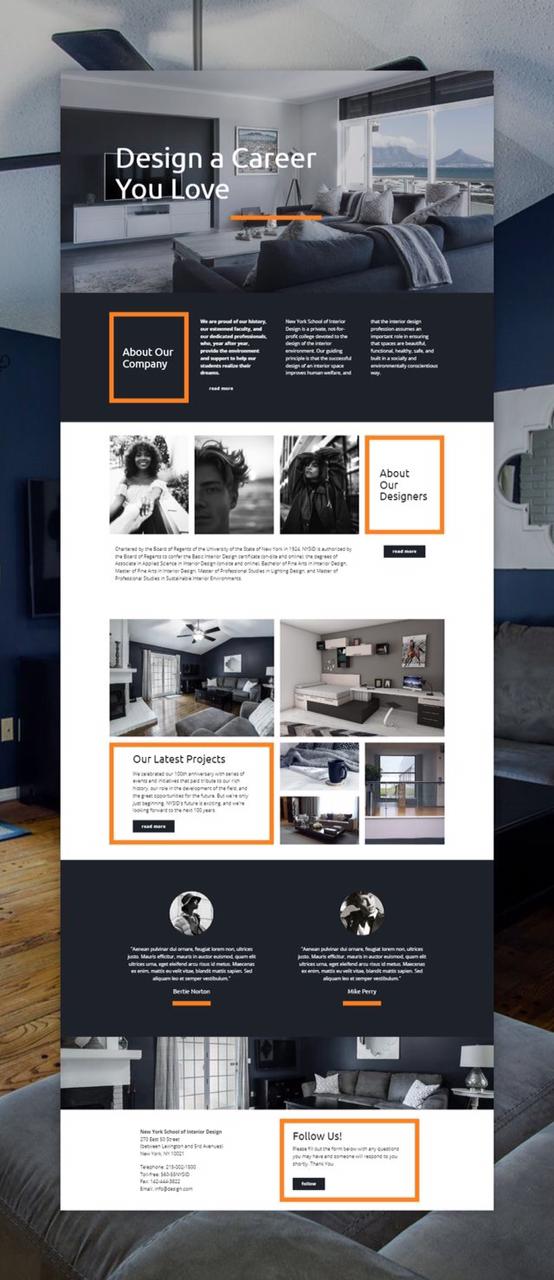 Design a Career
You Love
About Our
Company
We are proud of our history,
our esteemed faculty, and
our dedicated professionals,
who, year after year,
provide the environment
and support to help our
students realize their
dreams.
read more
New York School of Interior
Design is a private, not-for-
profit college devoted to the
design of the interior
environment. Our guiding
principle is that the successful
design of an interior space
improves human welfare, and
that the interior design
profession assumes an
important role in ensuring
that spaces are beautiful,
functional, healthy, safe, and
built in a socially and
environmentally conscientious
way.
About
Our
Designers
Chartered by the Board of Regents of the University of the State of New York in 1924, NYSID is authorized by
the Board of Regents to confer the Basic Interior Design certificate (on-site and online), the degrees of
Associate in Applied Science in Interior Design (on-site and online), Bachelor of Fine Arts in Interior Design,
Master of Fine Arts in Interior Design, Master of Professional Studies in Lighting Design, and Master of
Professional Studies in Sustainable Interior Environments.
read more
Our Latest Projects
We celebrated our 100th anniversary with series of
events and initiatives that paid tribute to our rich
history, our role in the development of the field, and
the great opportunities for the future. But we're only
just beginning. NYSID's future is exciting, and we're
looking forward to the next 100 years.
read more
"Aenean pulvinar dui ornare, feugiat lorem non, ultrices
justo. Mauris efficitur, mauris in auctor euismod, quam elit
ultrices urna, eget eleifend arcu risus id metus. Maecenas
ex enim, mattis eu velit vitae, blandit mattis sapien. Sed
aliquam leo et semper vestibulum."
Bertie Norton
"Aenean pulvinar dui ornare, feugiat lorem non, ultrices
justo. Mauris efficitur, mauris in auctor euismod, quam elit
ultrices urna, eget eleifend arcu risus id metus. Maecenas
ex enim, mattis eu velit vitae, blandit mattis sapien. Sed
aliquam leo et semper vestibulum."
Mike Perry
New York School of Interior Design
270 East 50 Street
(between Lexington and 3rd Avenues)
New York, NY 10021
Telephone:
Toll-free:
Fax:
Email: info@design.com
Follow Us!
Please fill out the form below with any questions
you may have and someone will respond to you
shortly. Thank You
follow